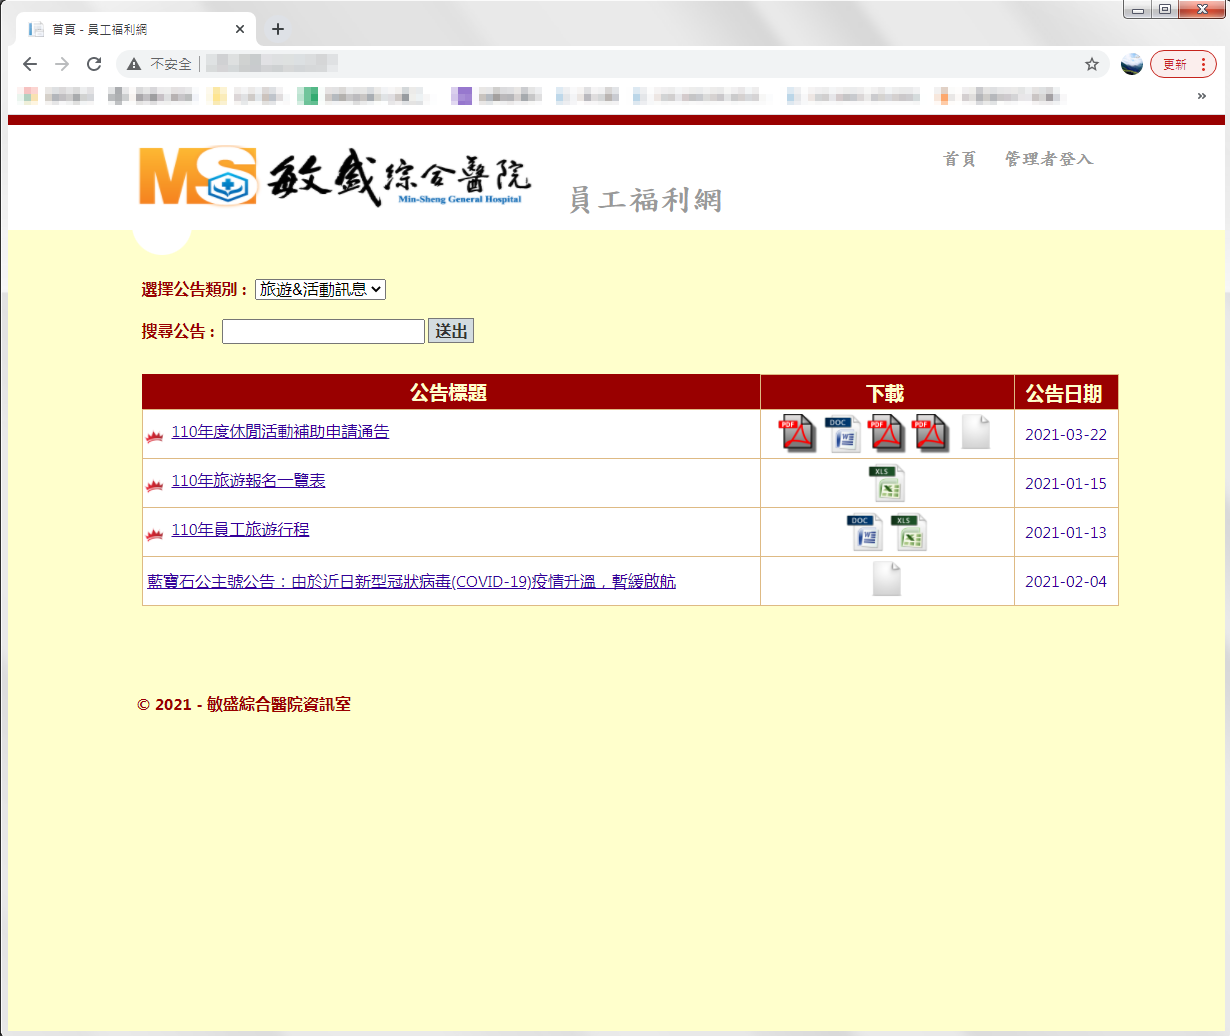 首頁 - 員工福利網
不安全
更新
MS 敏盛綜合醫院
Min-Sheng General Hospital
員工福利網
首頁 管理者登入
選擇公告類別 : 旅遊&活動訊息
搜尋公告 : 送出
公告標題 下載 公告日期
110年度休閒活動補助申請通告 PDF DOC PDF PDF 2021-03-22
110年旅遊報名一覽表 XLS 2021-01-15
110年員工旅遊行程 DOC XLS 2021-01-13
藍寶石公主號公告：由於近日新型冠狀病毒(COVID-19)疫情升溫，暫緩啟航 2021-02-04
© 2021 - 敏盛綜合醫院資訊室